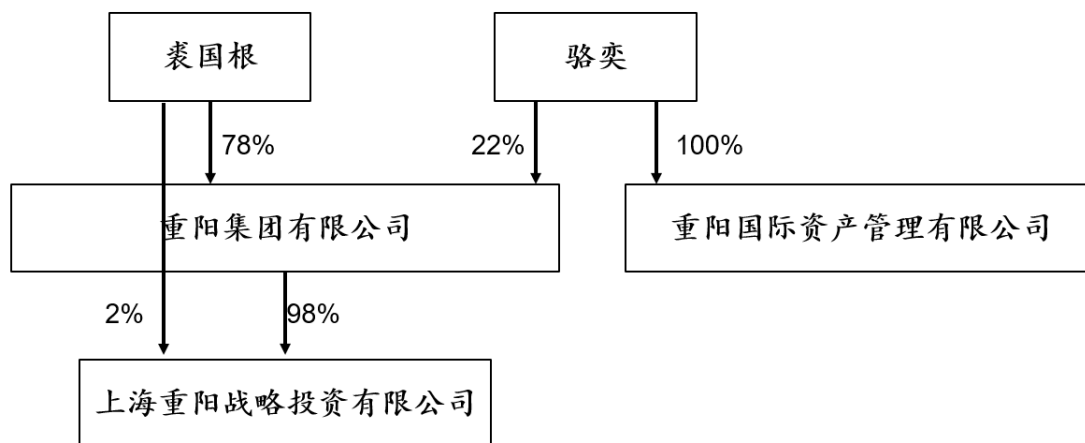 裘国根
骆奕
78%
22%
100%
重阳集团有限公司
重阳国际资产管理有限公司
2%
98%
上海重阳战略投资有限公司